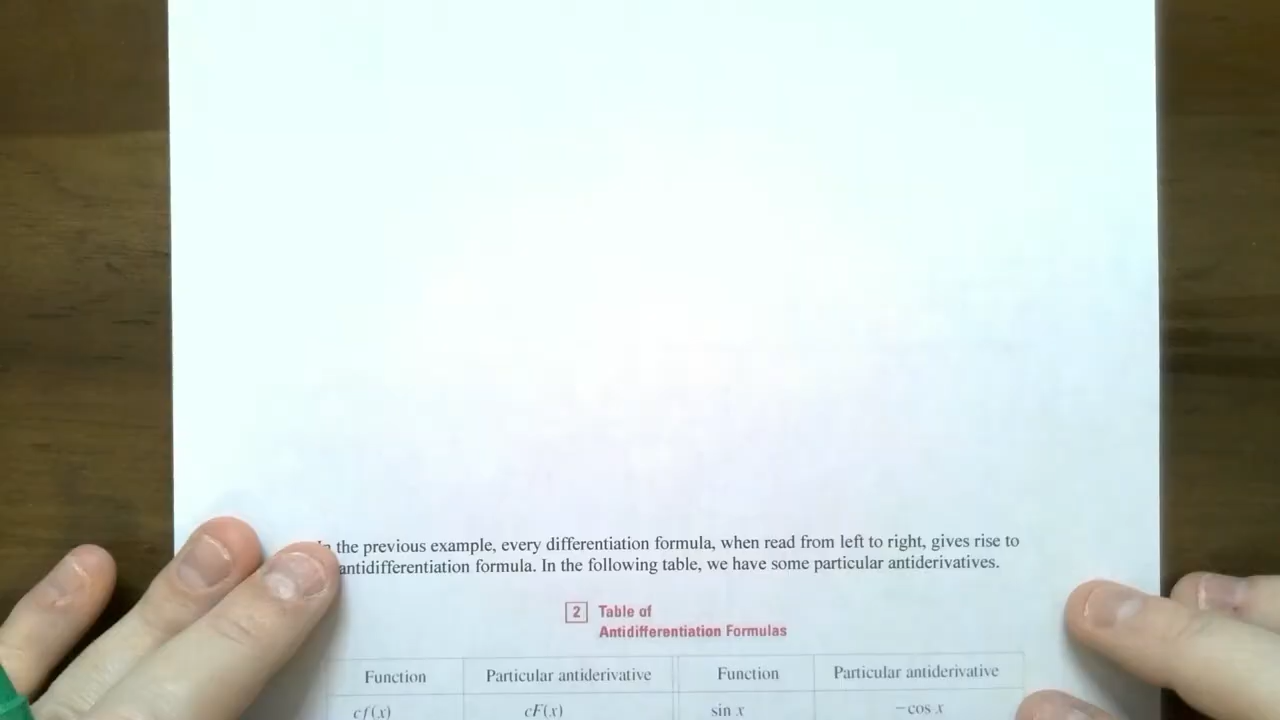 In the previous example, every differentiation formula, when read from left to right, gives rise to
antidifferentiation formula. In the following table, we have some particular antiderivatives.
2 Table of
Antidifferentiation Formulas
Function Particular antiderivative Function Particular antiderivative
cf(x) cF(x) sin x −cos x